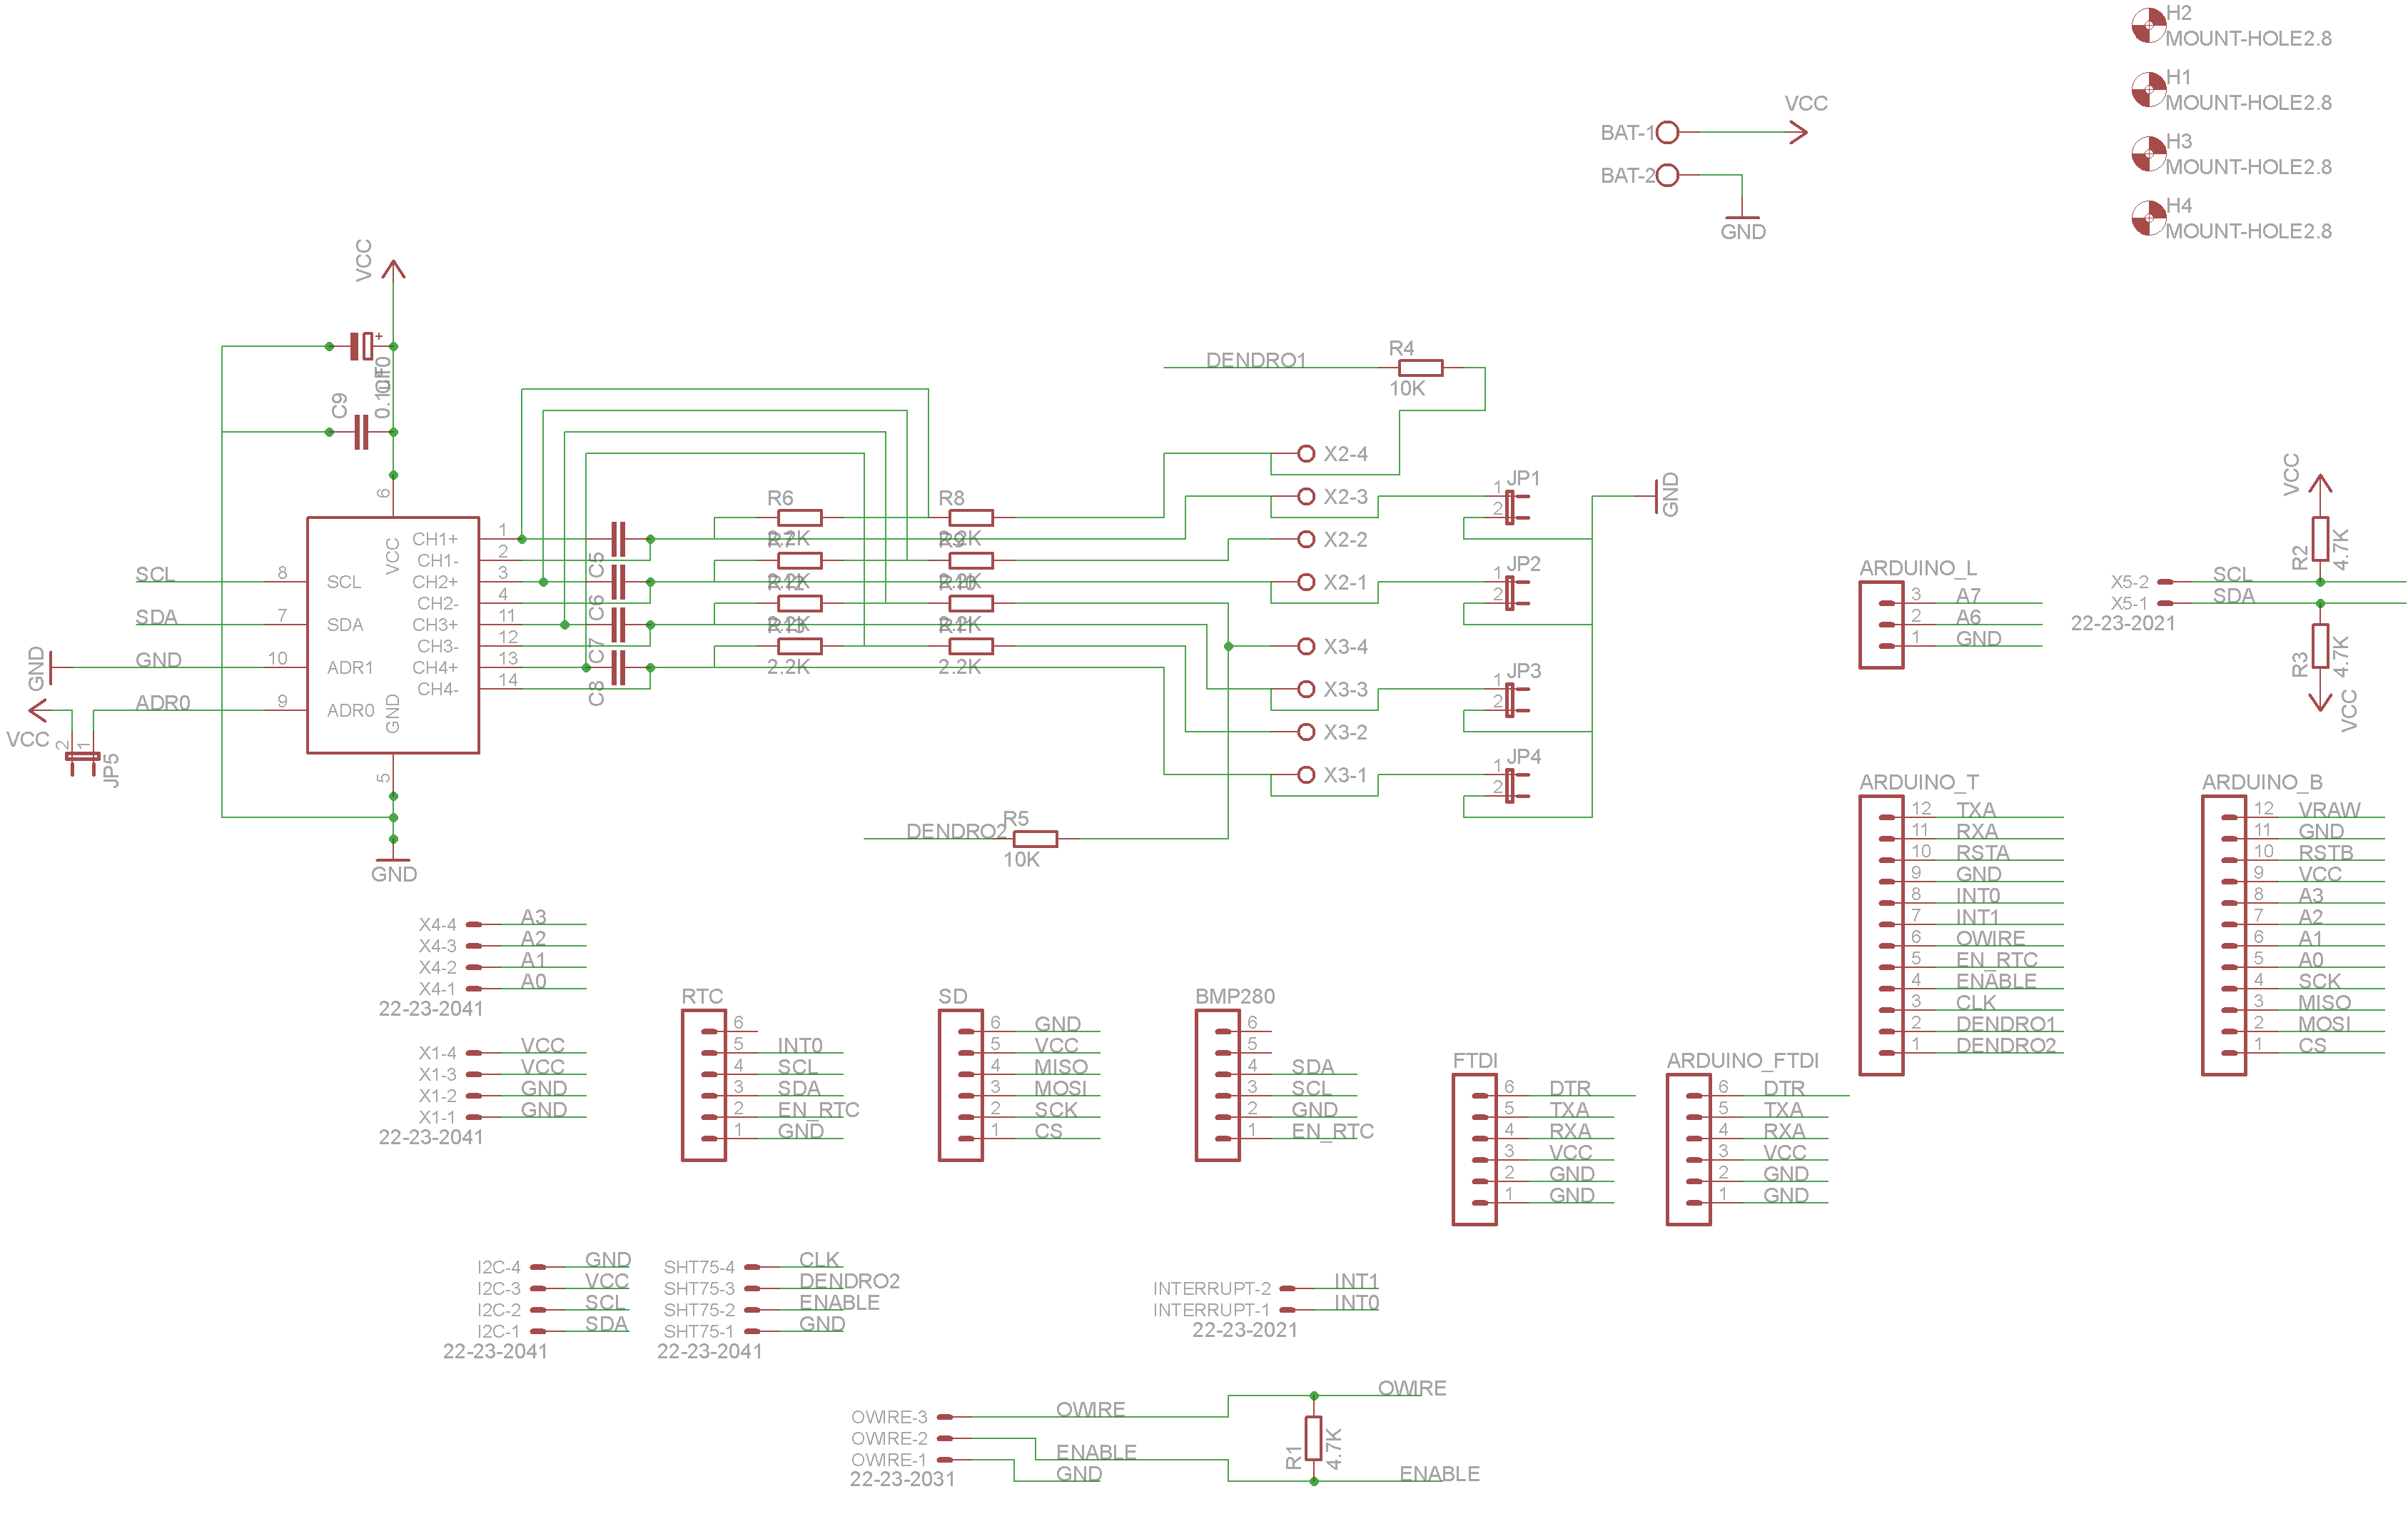 H2
MOUNT-HOLE2.8
H1
MOUNT-HOLE2.8
H3
MOUNT-HOLE2.8
H4
MOUNT-HOLE2.8
VCC
BAT-1
BAT-2
GND
VCC
C9
VCC
GND
6
5
SCL
8
SCL
SDA
7
SDA
GND
GND
10
ADR1
ADR0
9
ADR0
VCC
2
1
JP5
GND
CH1+
1
CH1-
2
CH2+
3
CH2-
4
CH3+
11
CH3-
12
CH4+
13
CH4-
14
C5
C6
C7
C8
R6
R8
2.2K
2.2K
DENDRO1
R4
10K
X2-4
X2-3
X2-2
X2-1
X3-4
X3-3
X3-2
X3-1
JP1
1
2
JP2
1
2
JP3
1
2
JP4
1
2
GND
DENDRO2
R5
10K
ARDUINO_L
3 A7
2 A6
1 GND
VCC
R2
4.7K
X5-2 SCL
X5-1 SDA
22-23-2021
R3
4.7K
VCC
ARDUINO_T
12 TXA
11 RXA
10 RSTA
9 GND
8 INT0
7 INT1
6 OWIRE
5 EN_RTC
4 ENABLE
3 CLK
2 DENDRO1
1 DENDRO2
ARDUINO_B
12 VRAW
11 GND
10 RSTB
9 VCC
8 A3
7 A2
6 A1
5 A0
4 SCK
3 MISO
2 MOSI
1 CS
X4-4 A3
X4-3 A2
X4-2 A1
X4-1 A0
22-23-2041
X1-4 VCC
X1-3 VCC
X1-2 GND
X1-1 GND
22-23-2041
RTC
6
5 INT0
4 SCL
3 SDA
2 EN_RTC
1 GND
SD
6 GND
5 VCC
4 MISO
3 MOSI
2 SCK
1 CS
BMP280
6
5
4 SDA
3 SCL
2 GND
1 EN_RTC
FTDI
6 DTR
5 TXA
4 RXA
3 VCC
2 GND
1 GND
ARDUINO_FTDI
6 DTR
5 TXA
4 RXA
3 VCC
2 GND
1 GND
I2C-4 GND
I2C-3 VCC
I2C-2 SCL
I2C-1 SDA
22-23-2041
SHT75-4 CLK
SHT75-3 DENDRO2
SHT75-2 ENABLE
SHT75-1 GND
22-23-2041
INTERRUPT-2 INT1
INTERRUPT-1 INT0
22-23-2021
OWIRE-3 OWIRE
OWIRE-2 ENABLE
OWIRE-1 GND
22-23-2031
OWIRE
R1
4.7K
ENABLE